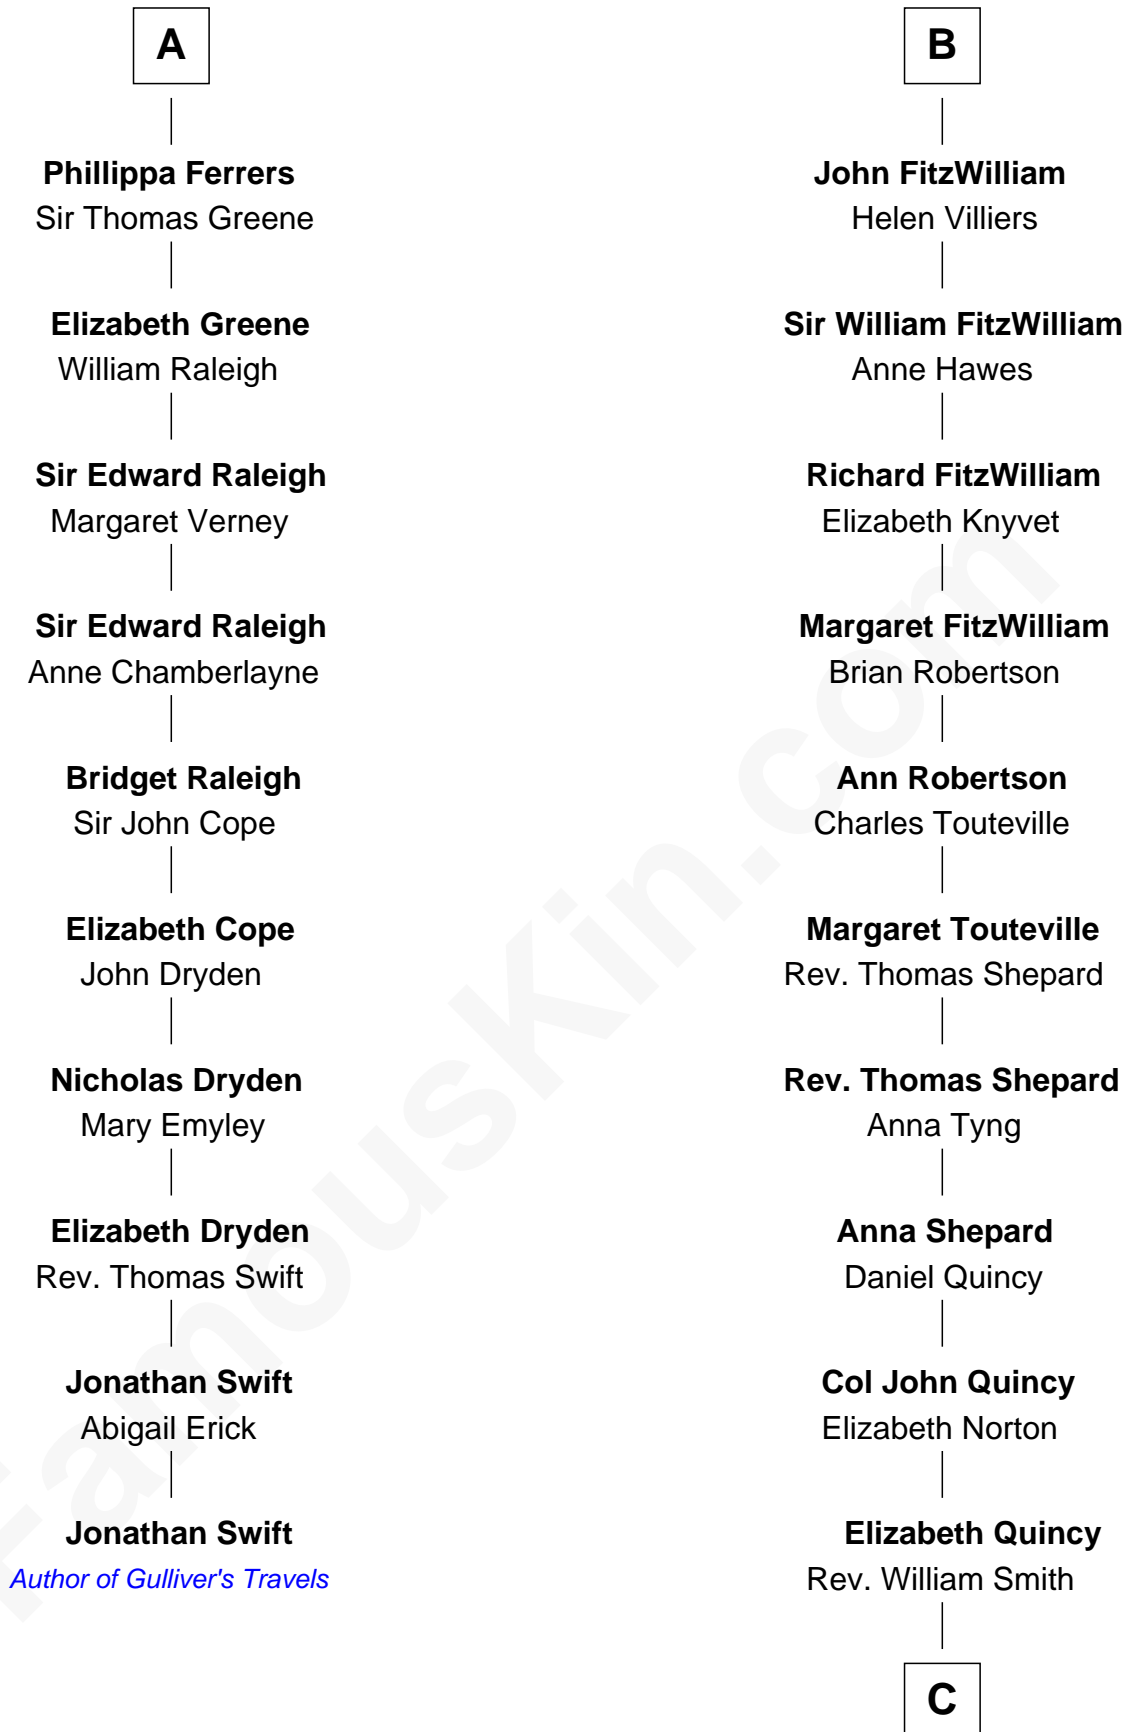 A
Phillippa Ferrers
Sir Thomas Greene
Elizabeth Greene
William Raleigh
Sir Edward Raleigh
Margaret Verney
Sir Edward Raleigh
Anne Chamberlayne
Bridget Raleigh
Sir John Cope
Elizabeth Cope
John Dryden
Nicholas Dryden
Mary Emyley
Elizabeth Dryden
Rev. Thomas Swift
Jonathan Swift
Abigail Erick
Jonathan Swift
Author of Gulliver's Travels
B
John FitzWilliam
Helen Villiers
Sir William FitzWilliam
Anne Hawes
Richard FitzWilliam
Elizabeth Knyvet
Margaret FitzWilliam
Brian Robertson
Ann Robertson
Charles Touteville
Margaret Touteville
Rev. Thomas Shepard
Rev. Thomas Shepard
Anna Tyng
Anna Shepard
Daniel Quincy
Col John Quincy
Elizabeth Norton
Elizabeth Quincy
Rev. William Smith
C
FamousKin.com